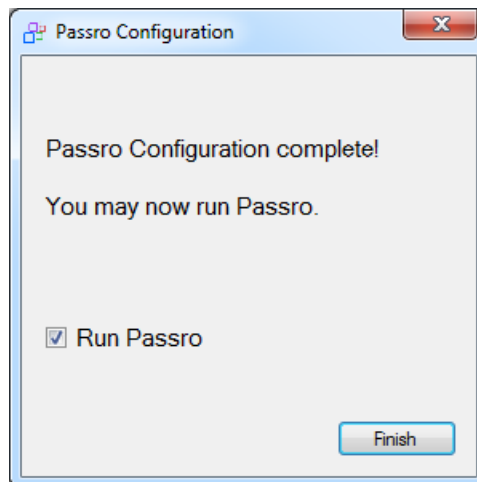 Passro Configuration
Passro Configuration complete!
You may now run Passro.
Run Passro
Finish